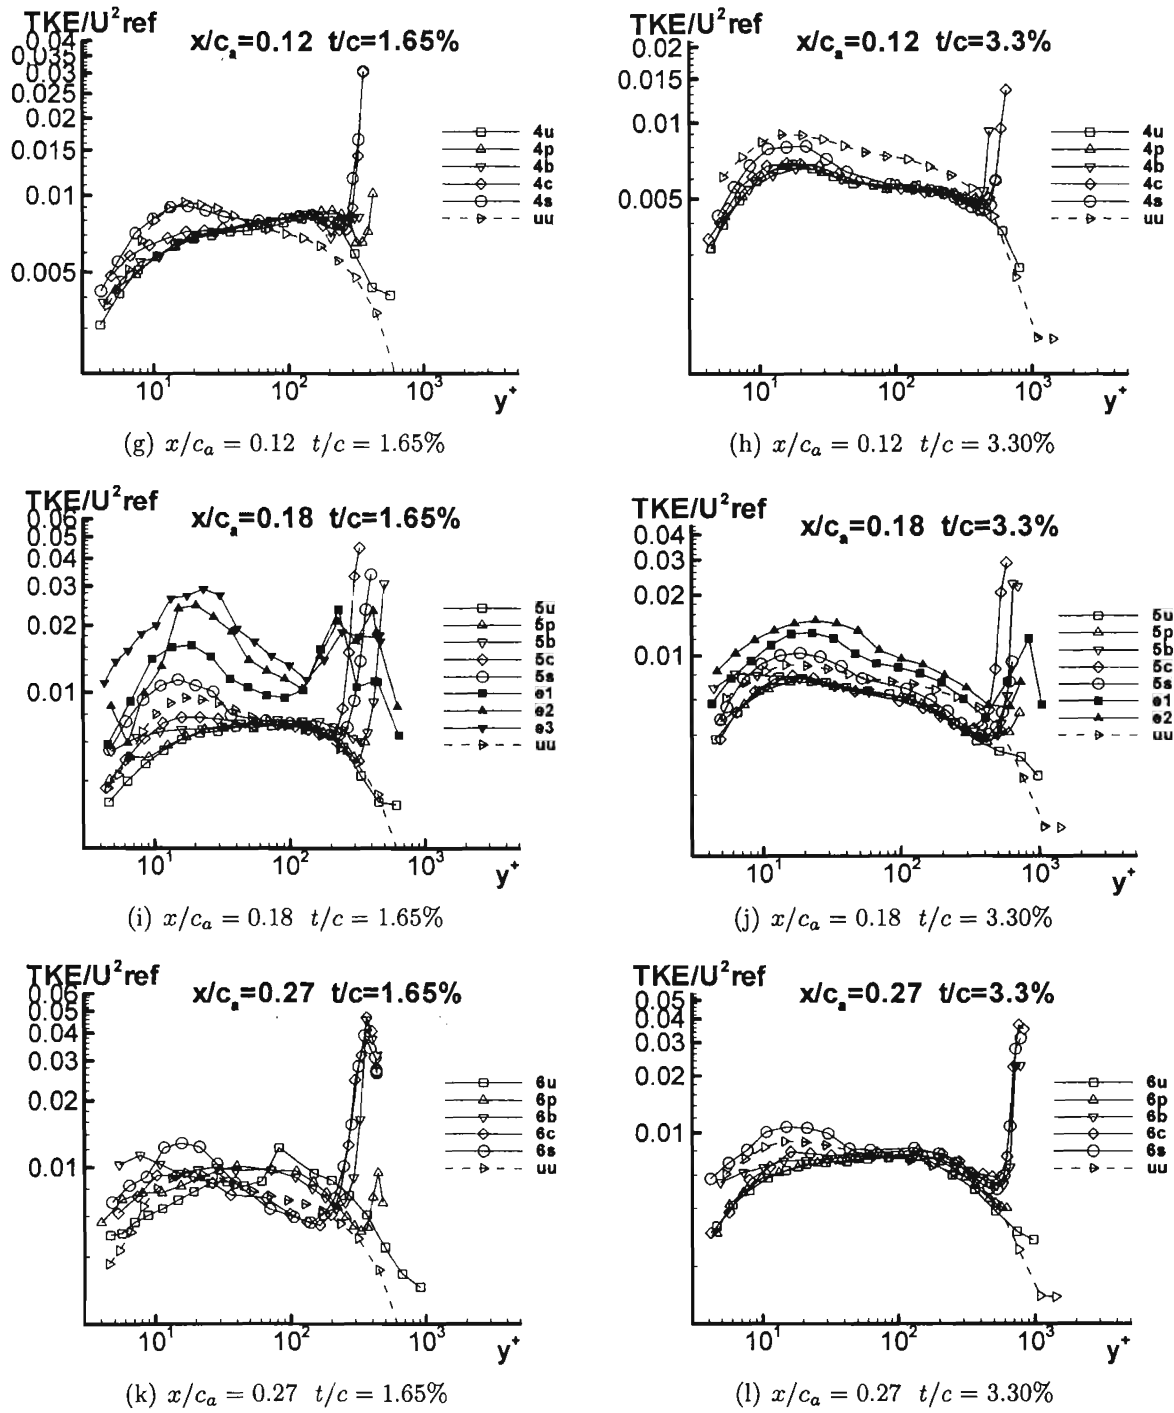 TKE/U²ref
x/cₐ=0.12 t/c=1.65%
0.04
0.035
0.03
0.025
0.02
0.015
0.01
0.005
10¹ 10² 10³
y⁺
4u
4p
4b
4c
4s
uu
(g) x/cₐ = 0.12 t/c = 1.65%
TKE/U²ref
x/cₐ=0.12 t/c=3.3%
0.02
0.015
0.01
0.005
10¹ 10² 10³
y⁺
4u
4p
4b
4c
4s
uu
(h) x/cₐ = 0.12 t/c = 3.30%
TKE/U²ref
x/cₐ=0.18 t/c=1.65%
0.06
0.05
0.04
0.03
0.02
0.01
10¹ 10² 10³
y⁺
5u
5p
5b
5c
5s
e1
e2
e3
uu
(i) x/cₐ = 0.18 t/c = 1.65%
TKE/U²ref
x/cₐ=0.18 t/c=3.3%
0.04
0.03
0.02
0.01
10¹ 10² 10³
y⁺
5u
5p
5b
5c
5s
e1
e2
uu
(j) x/cₐ = 0.18 t/c = 3.30%
TKE/U²ref
x/cₐ=0.27 t/c=1.65%
0.06
0.05
0.04
0.03
0.02
0.01
10¹ 10² 10³
y⁺
6u
6p
6b
6c
6s
uu
(k) x/cₐ = 0.27 t/c = 1.65%
TKE/U²ref
x/cₐ=0.27 t/c=3.3%
0.05
0.04
0.03
0.02
0.01
10¹ 10² 10³
y⁺
6u
6p
6b
6c
6s
uu
(l) x/cₐ = 0.27 t/c = 3.30%